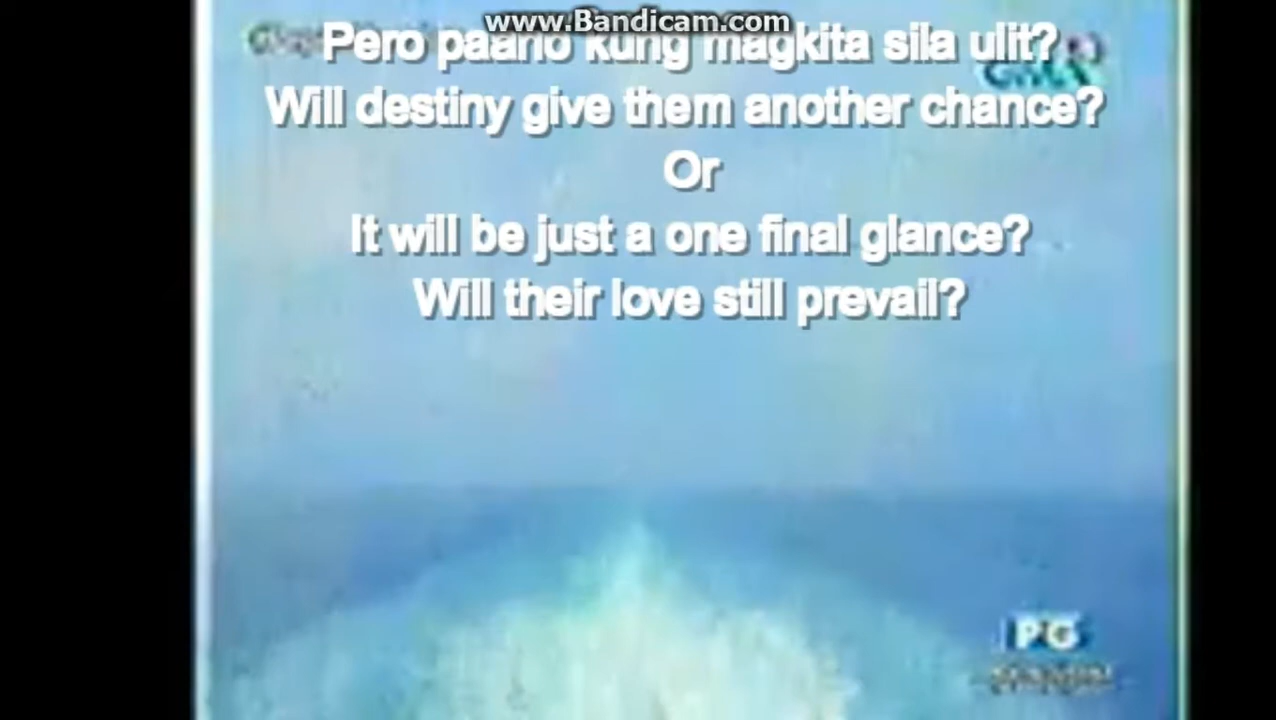 www.Bandicam.com
Pero paano kung magkita sila ulit?
Will destiny give them another chance?
Or
It will be just a one final glance?
Will their love still prevail?
GMA
PG